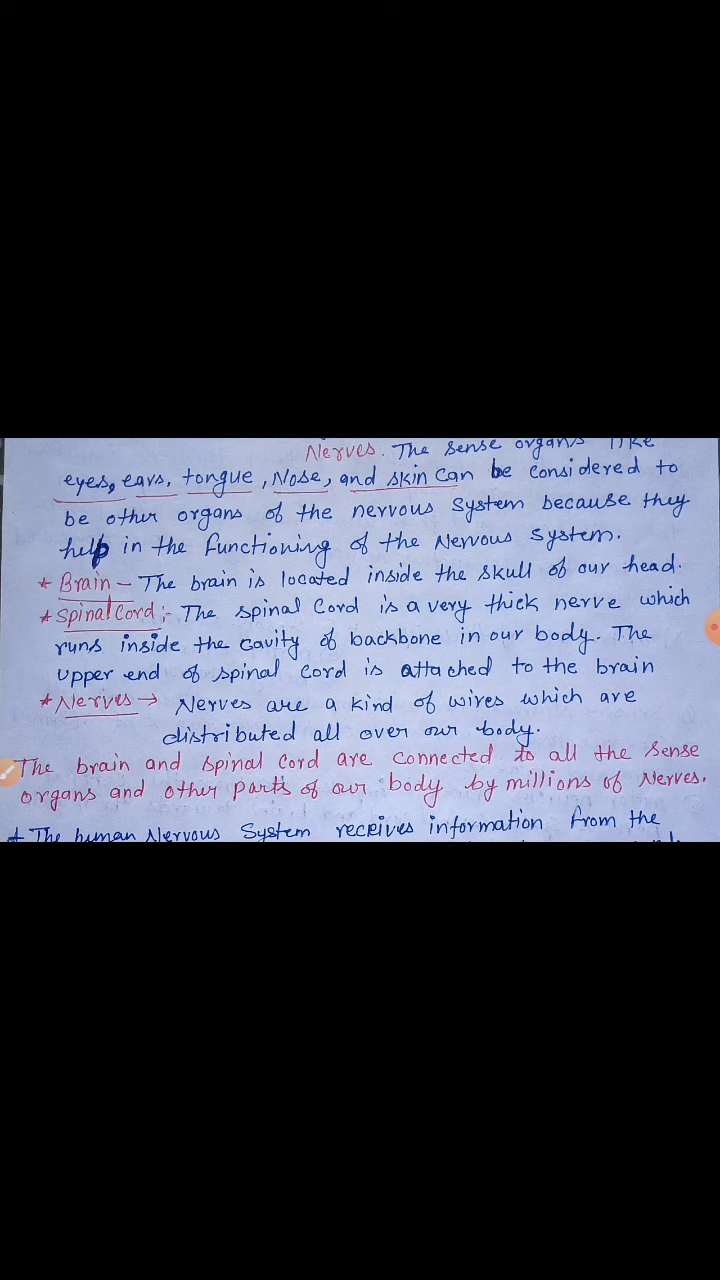 Nerves. The sense organs like
eyes, ears, tongue, Nose, and skin can be considered to
be other organs of the nervous System because they
help in the functioning of the Nervous System.
* Brain - The brain is located inside the skull of our head.
* Spinal Cord :- The spinal Cord is a very thick nerve which
runs inside the cavity of backbone in our body. The
upper end of spinal cord is attached to the brain
* Nerves → Nerves are a kind of wires which are
distributed all over our body.
The brain and spinal cord are connected to all the sense
organs and other parts of our body by millions of Nerves.
* The human Nervous System receives information from the